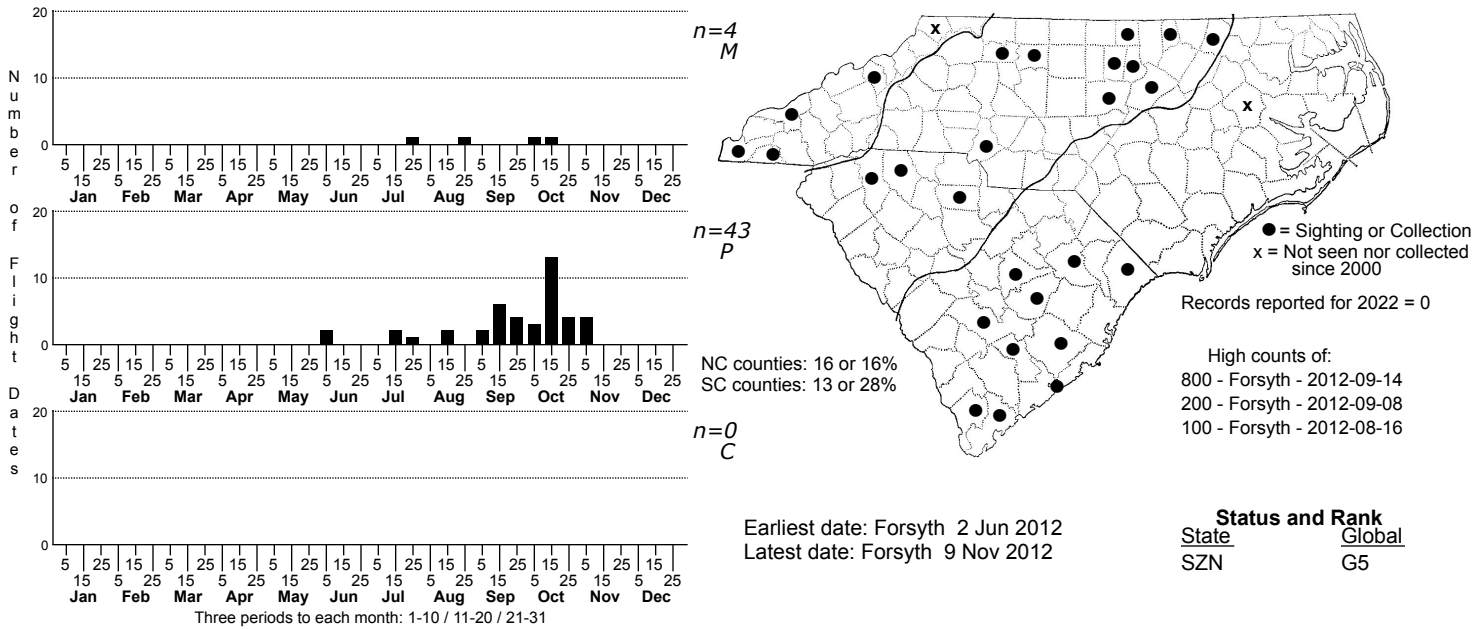 Number of Flight Dates
20
10
0
n=4
M
5 25 5 25 5 25 5 25 5 25 5 25 5 25 5 25 5 25 5 25 5 25 5 25
15 15 15 15 15 15 15 15 15 15 15 15
Jan Feb Mar Apr May Jun Jul Aug Sep Oct Nov Dec
20
10
0
n=43
P
5 15 25 5 15 25 5 15 25 5 15 25 5 15 25 5 15 25 5 15 25 5 15 25 5 15 25 5 15 25 5 15 25 5 15 25
Jan Feb Mar Apr May Jun Jul Aug Sep Oct Nov Dec
20
10
0
n=0
C
5 15 25 5 15 25 5 15 25 5 15 25 5 15 25 5 15 25 5 15 25 5 15 25 5 15 25 5 15 25 5 15 25 5 15 25
Jan Feb Mar Apr May Jun Jul Aug Sep Oct Nov Dec
Three periods to each month: 1-10 / 11-20 / 21-31
x
x
= Sighting or Collection
x = Not seen nor collected
since 2000
Records reported for 2022 = 0
NC counties: 16 or 16%
SC counties: 13 or 28%
High counts of:
800 - Forsyth - 2012-09-14
200 - Forsyth - 2012-09-08
100 - Forsyth - 2012-08-16
Earliest date: Forsyth 2 Jun 2012
Latest date: Forsyth 9 Nov 2012
Status and Rank
State Global
SZN G5